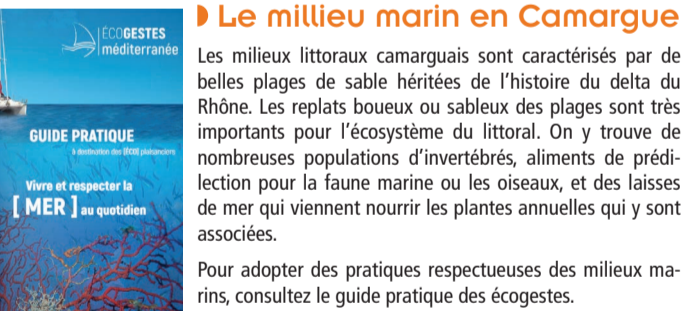 ÉCOGESTES
méditerranée
GUIDE PRATIQUE
à destination des [ÉCO] plaisanciers
Vivre et respecter la
[ MER ] au quotidien
Le millieu marin en Camargue
Les milieux littoraux camarguais sont caractérisés par de
belles plages de sable héritées de l'histoire du delta du
Rhône. Les replats boueux ou sableux des plages sont très
importants pour l'écosystème du littoral. On y trouve de
nombreuses populations d'invertébrés, aliments de prédi-
lection pour la faune marine ou les oiseaux, et des laisses
de mer qui viennent nourrir les plantes annuelles qui y sont
associées.
Pour adopter des pratiques respectueuses des milieux ma-
rins, consultez le guide pratique des écogestes.